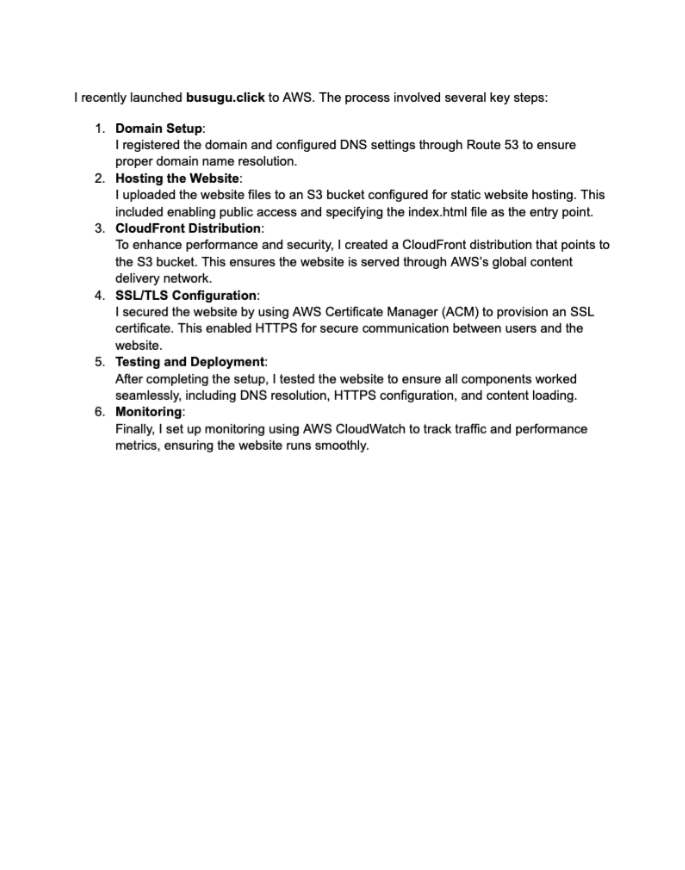 I recently launched busugu.click to AWS. The process involved several key steps:
1. Domain Setup:
I registered the domain and configured DNS settings through Route 53 to ensure
proper domain name resolution.
2. Hosting the Website:
I uploaded the website files to an S3 bucket configured for static website hosting. This
included enabling public access and specifying the index.html file as the entry point.
3. CloudFront Distribution:
To enhance performance and security, I created a CloudFront distribution that points to
the S3 bucket. This ensures the website is served through AWS's global content
delivery network.
4. SSL/TLS Configuration:
I secured the website by using AWS Certificate Manager (ACM) to provision an SSL
certificate. This enabled HTTPS for secure communication between users and the
website.
5. Testing and Deployment:
After completing the setup, I tested the website to ensure all components worked
seamlessly, including DNS resolution, HTTPS configuration, and content loading.
6. Monitoring:
Finally, I set up monitoring using AWS CloudWatch to track traffic and performance
metrics, ensuring the website runs smoothly.